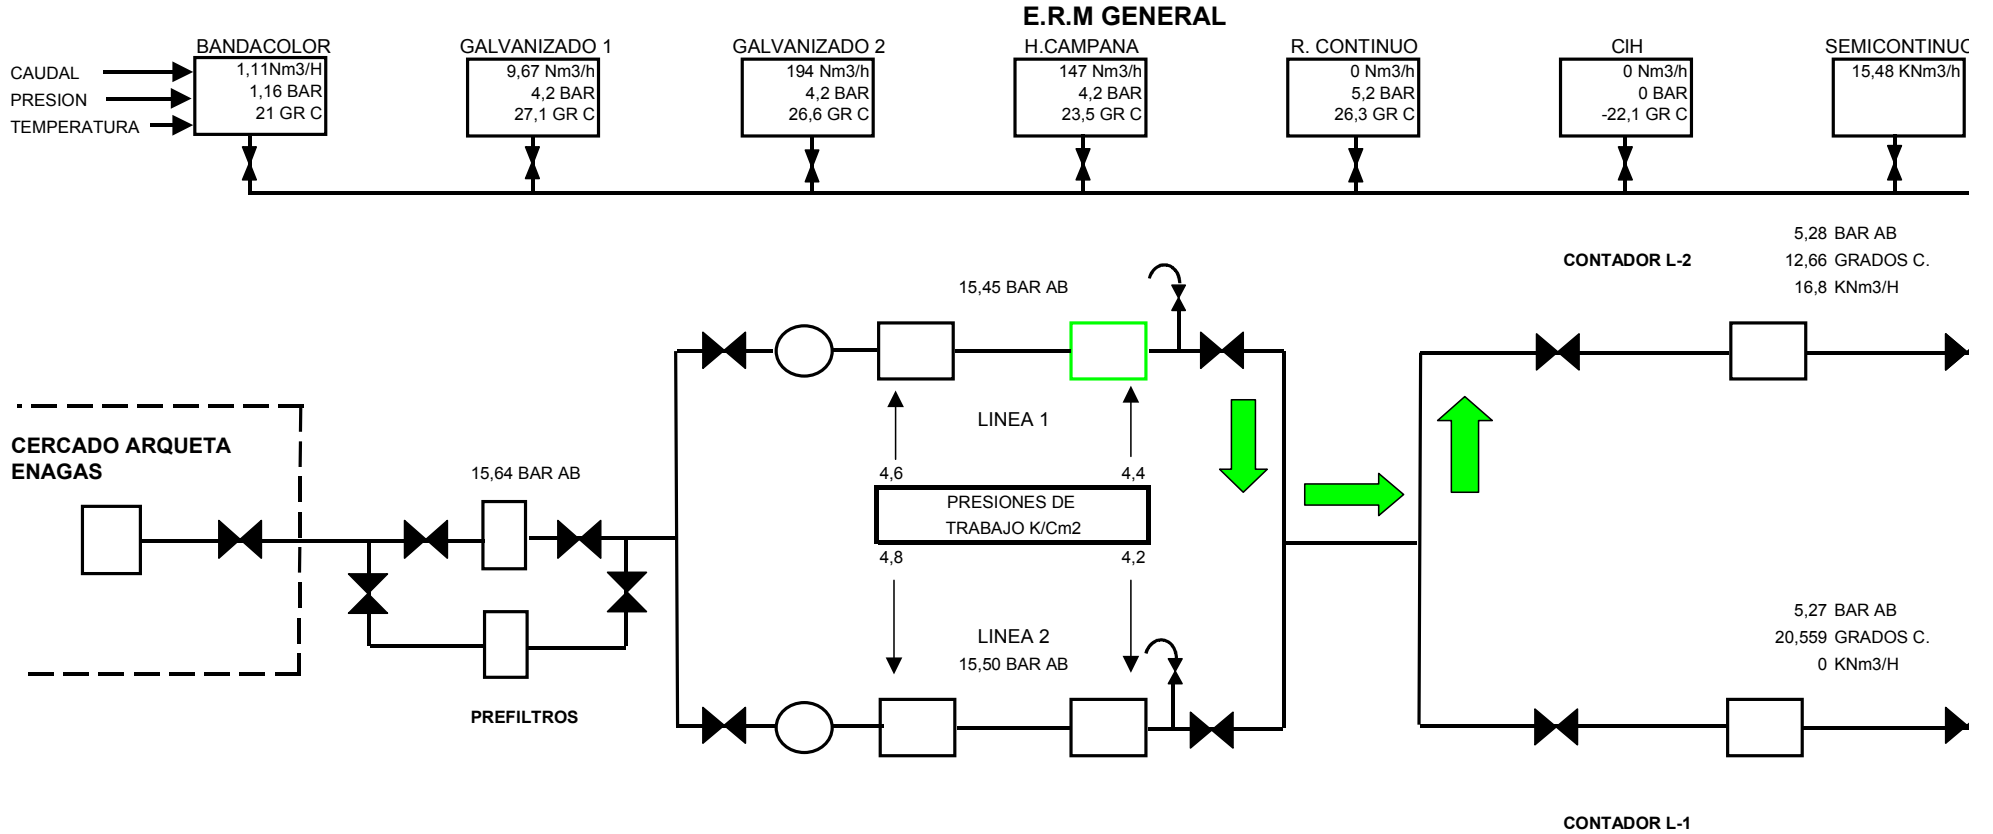 E.R.M GENERAL
BANDACOLOR
GALVANIZADO 1
GALVANIZADO 2
H.CAMPANA
R. CONTINUO
CIH
SEMICONTINUO
CAUDAL
PRESION
TEMPERATURA
1,11Nm3/H
1,16 BAR
21 GR C
9,67 Nm3/h
4,2 BAR
27,1 GR C
194 Nm3/h
4,2 BAR
26,6 GR C
147 Nm3/h
4,2 BAR
23,5 GR C
0 Nm3/h
5,2 BAR
26,3 GR C
0 Nm3/h
0 BAR
-22,1 GR C
15,48 KNm3/h
CONTADOR L-2
5,28 BAR AB
12,66 GRADOS C.
16,8 KNm3/H
15,45 BAR AB
LINEA 1
CERCADO ARQUETA
ENAGAS
15,64 BAR AB
4,6
4,4
PRESIONES DE
TRABAJO K/Cm2
4,8
4,2
LINEA 2
15,50 BAR AB
5,27 BAR AB
20,559 GRADOS C.
0 KNm3/H
PREFILTROS
CONTADOR L-1